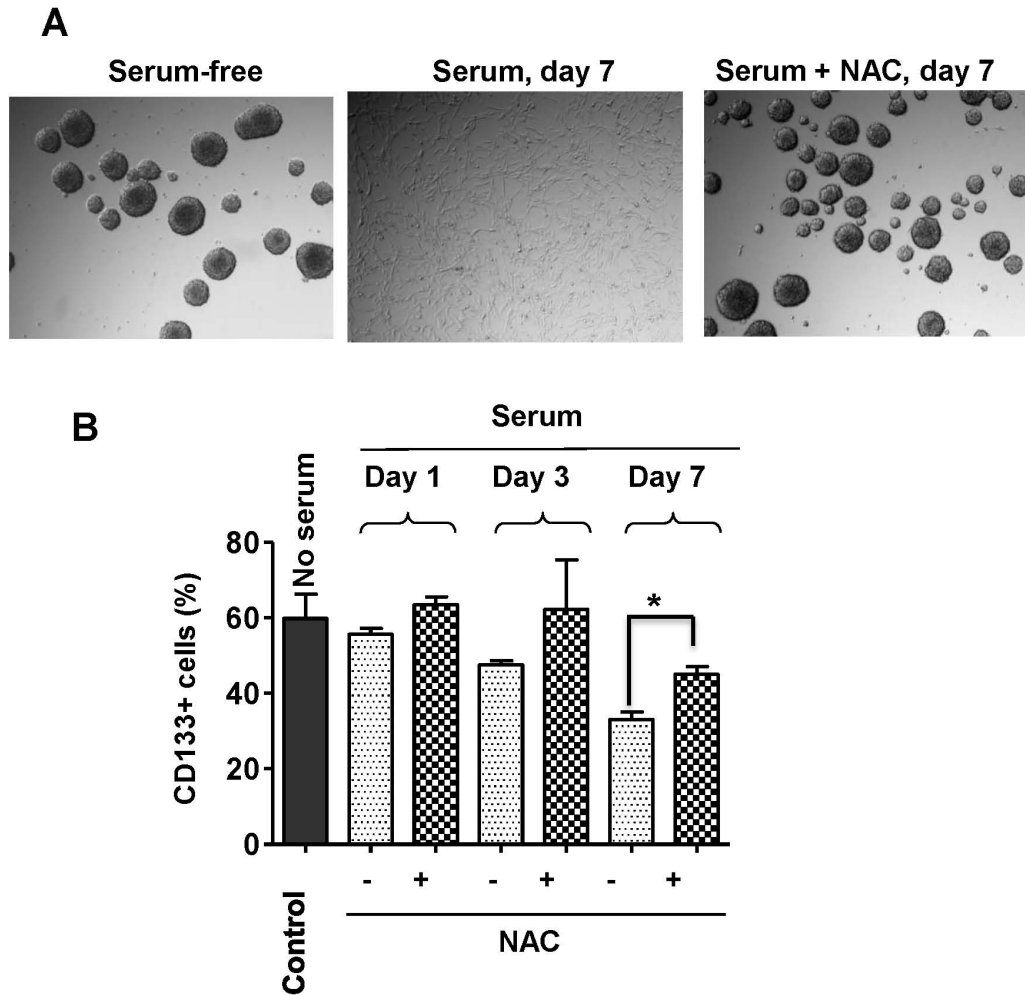 A
Serum-free
Serum, day 7
Serum + NAC, day 7
B
Serum
No serum
Day 1
Day 3
Day 7
CD133+ cells (%)
80
60
40
20
0
*
- + - + - +
Control
NAC